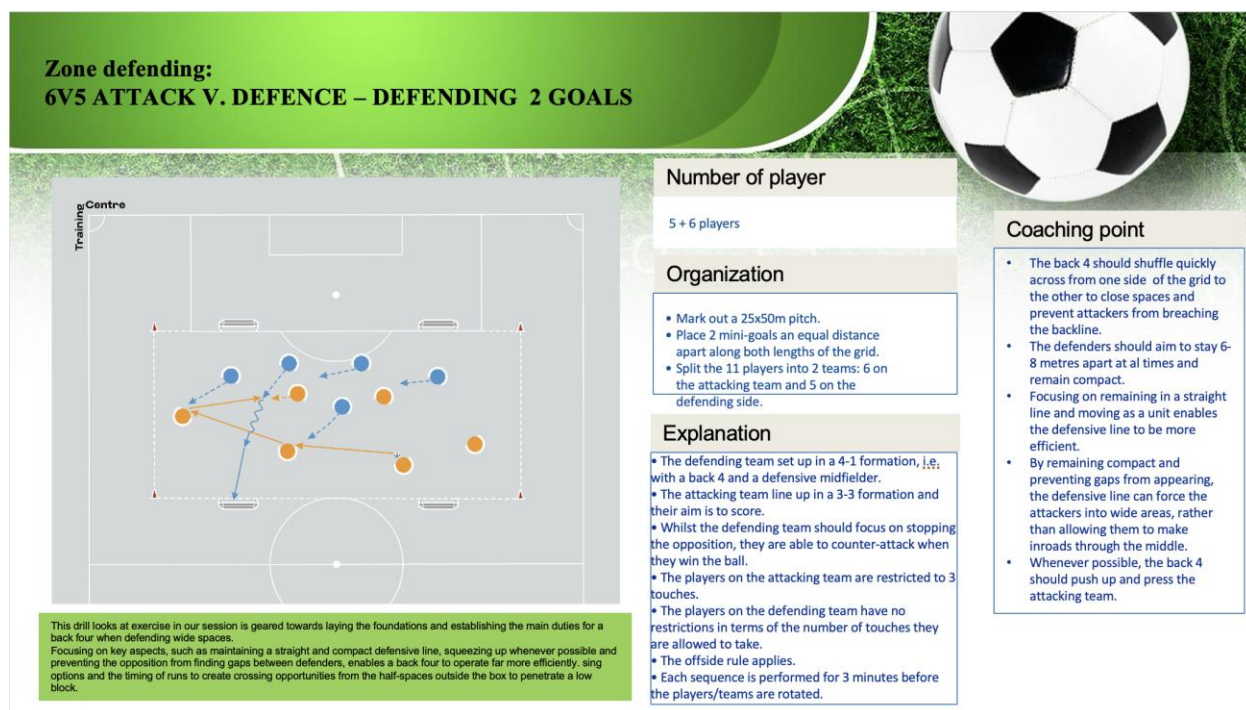 Zone defending:
6V5 ATTACK V. DEFENCE – DEFENDING 2 GOALS
Training Centre
This drill looks at exercise in our session is geared towards laying the foundations and establishing the main duties for a
back four when defending wide spaces.
Focusing on key aspects, such as maintaining a straight and compact defensive line, squeezing up whenever possible and
preventing the opposition from finding gaps between defenders, enables a back four to operate far more efficiently. sing
options and the timing of runs to create crossing opportunities from the half-spaces outside the box to penetrate a low
block.
Number of player
5 + 6 players
Organization
• Mark out a 25x50m pitch.
• Place 2 mini-goals an equal distance
apart along both lengths of the grid.
• Split the 11 players into 2 teams: 6 on
the attacking team and 5 on the
defending side.
Explanation
• The defending team set up in a 4-1 formation, i.e.
with a back 4 and a defensive midfielder.
• The attacking team line up in a 3-3 formation and
their aim is to score.
• Whilst the defending team should focus on stopping
the opposition, they are able to counter-attack when
they win the ball.
• The players on the attacking team are restricted to 3
touches.
• The players on the defending team have no
restrictions in terms of the number of touches they
are allowed to take.
• The offside rule applies.
• Each sequence is performed for 3 minutes before
the players/teams are rotated.
Coaching point
• The back 4 should shuffle quickly
across from one side of the grid to
the other to close spaces and
prevent attackers from breaching
the backline.
• The defenders should aim to stay 6-
8 metres apart at al times and
remain compact.
• Focusing on remaining in a straight
line and moving as a unit enables
the defensive line to be more
efficient.
• By remaining compact and
preventing gaps from appearing,
the defensive line can force the
attackers into wide areas, rather
than allowing them to make
inroads through the middle.
• Whenever possible, the back 4
should push up and press the
attacking team.